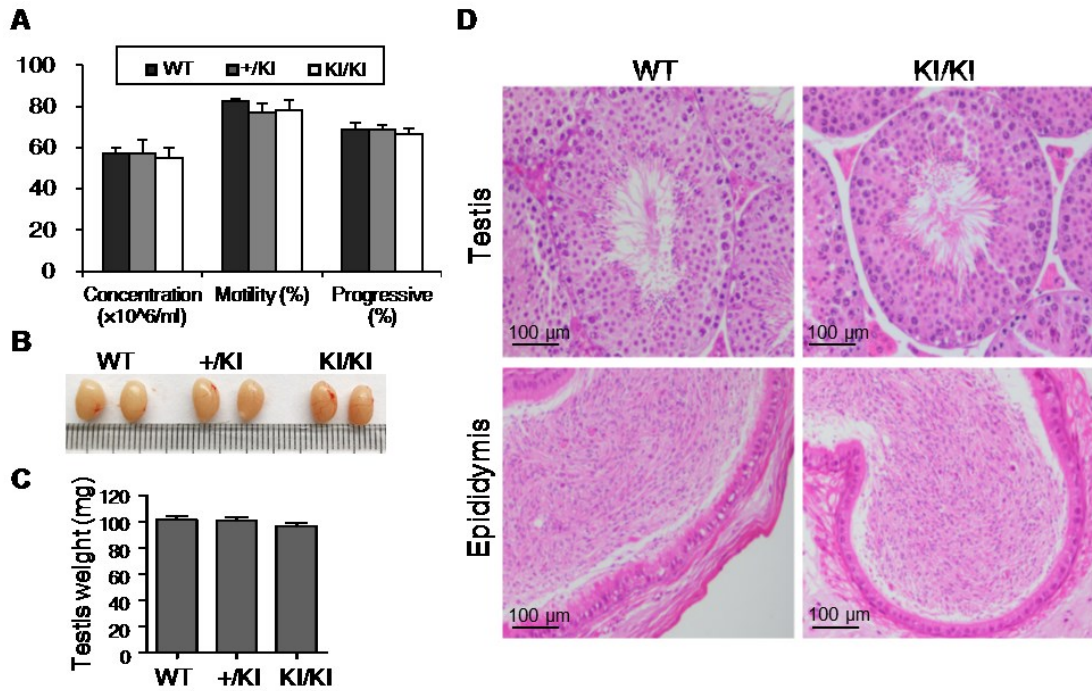 A
WT +/KI KI/KI
100
80
60
40
20
0
Concentration Motility (%) Progressive
(×10^6/ml) (%)
B
WT +/KI KI/KI
C
Testis weight (mg)
120
100
80
60
40
20
0
WT +/KI KI/KI
D
WT KI/KI
Testis
100 µm 100 µm
Epididymis
100 µm 100 µm